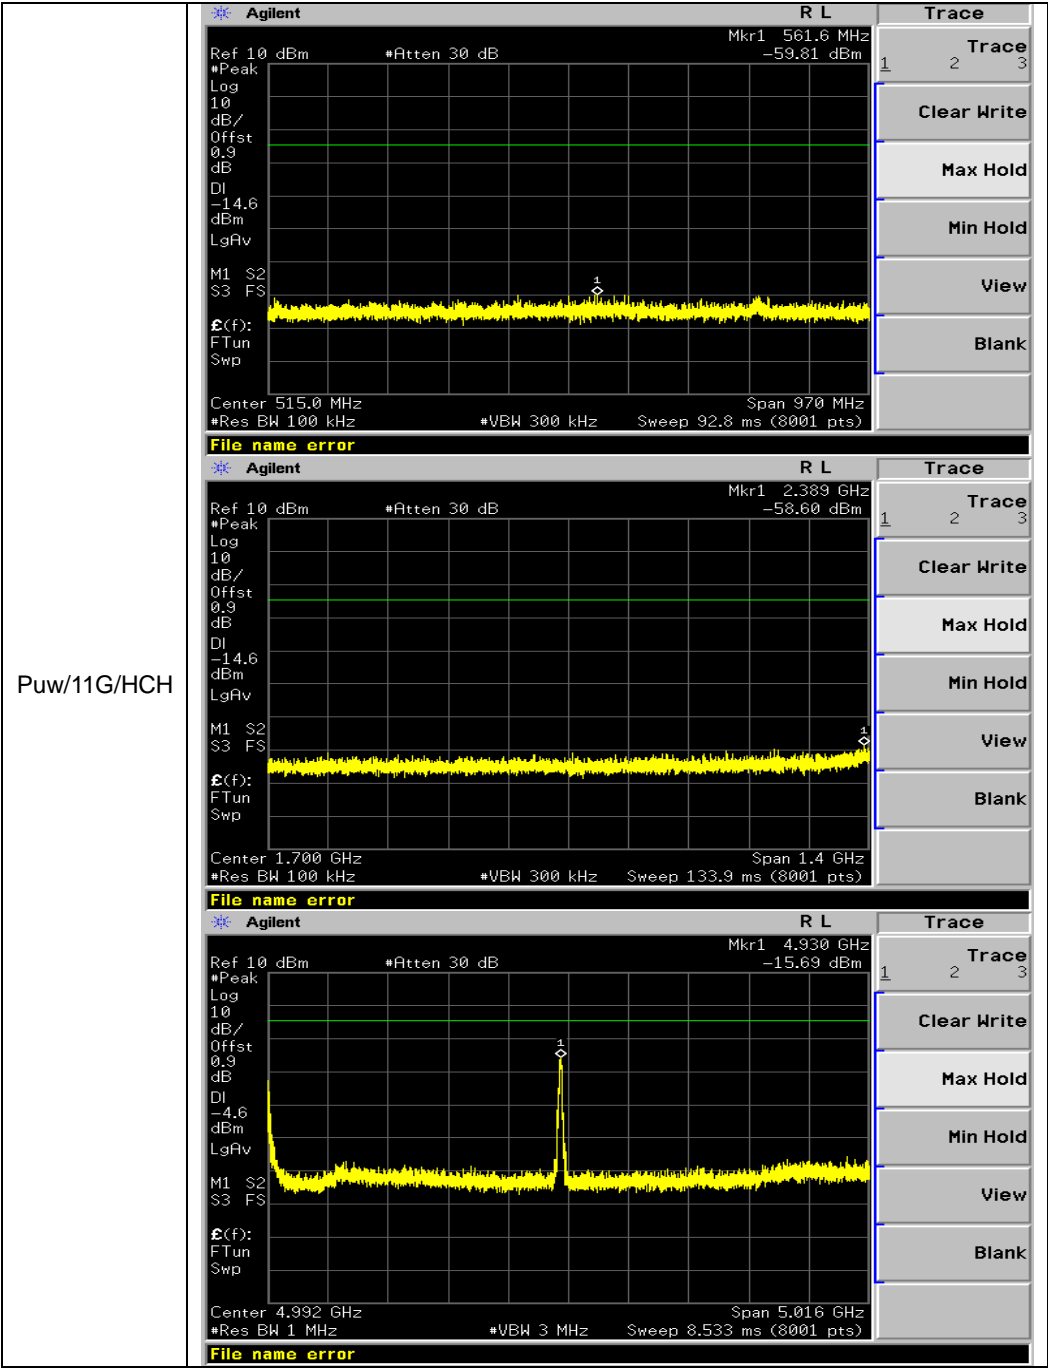 Puw/11G/HCH
Agilent R L Trace
Mkr1 561.6 MHz
Ref 10 dBm #Atten 30 dB -59.81 dBm
#Peak
Log
10
dB/
Offst
0.9
dB
DI
-14.6
dBm
LgAv
M1 S2
S3 FS
£(f):
FTun
Swp
1
Center 515.0 MHz Span 970 MHz
#Res BW 100 kHz #VBW 300 kHz Sweep 92.8 ms (8001 pts)
File name error
Trace
1 2 3
Clear Write
Max Hold
Min Hold
View
Blank
Agilent R L Trace
Mkr1 2.389 GHz
Ref 10 dBm #Atten 30 dB -58.60 dBm
#Peak
Log
10
dB/
Offst
0.9
dB
DI
-14.6
dBm
LgAv
M1 S2
S3 FS
£(f):
FTun
Swp
1
Center 1.700 GHz Span 1.4 GHz
#Res BW 100 kHz #VBW 300 kHz Sweep 133.9 ms (8001 pts)
File name error
Trace
1 2 3
Clear Write
Max Hold
Min Hold
View
Blank
Agilent R L Trace
Mkr1 4.930 GHz
Ref 10 dBm #Atten 30 dB -15.69 dBm
#Peak
Log
10
dB/
Offst
0.9
dB
DI
-4.6
dBm
LgAv
M1 S2
S3 FS
£(f):
FTun
Swp
1
Center 4.992 GHz Span 5.016 GHz
#Res BW 1 MHz #VBW 3 MHz Sweep 8.533 ms (8001 pts)
File name error
Trace
1 2 3
Clear Write
Max Hold
Min Hold
View
Blank